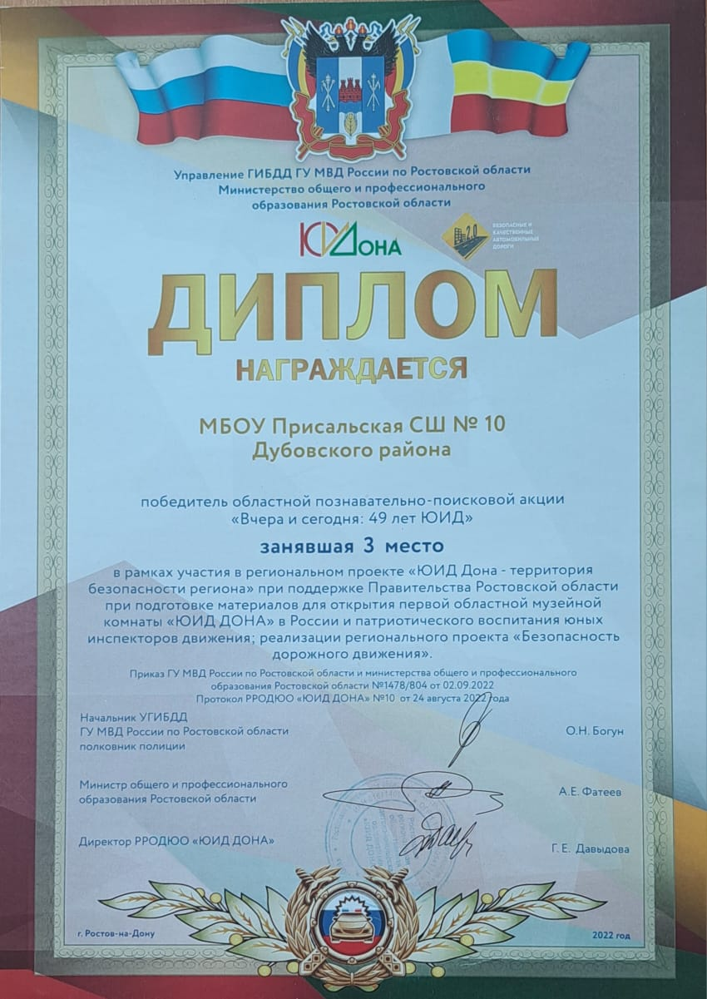 Управление ГИБДД ГУ МВД России по Ростовской области
Министерство общего и профессионального
образования Ростовской области
ЮИДОНА
2.0
БЕЗОПАСНЫЕ И
КАЧЕСТВЕННЫЕ
АВТОМОБИЛЬНЫЕ
ДОРОГИ
ДИПЛОМ
НАГРАЖДАЕТСЯ
МБОУ Присальская СШ № 10
Дубовского района
победитель областной познавательно-поисковой акции
«Вчера и сегодня: 49 лет ЮИД»
занявшая 3 место
в рамках участия в региональном проекте «ЮИД Дона - территория
безопасности региона» при поддержке Правительства Ростовской области
при подготовке материалов для открытия первой областной музейной
комнаты «ЮИД ДОНА» в России и патриотического воспитания юных
инспекторов движения; реализации регионального проекта «Безопасность
дорожного движения».
Приказ ГУ МВД России по Ростовской области и министерства общего и профессионального
образования Ростовской области №1478/804 от 02.09.2022
Протокол РРОДЮО «ЮИД ДОНА» №10 от 24 августа 2022 года
Начальник УГИБДД
ГУ МВД России по Ростовской области
полковник полиции
О.Н. Богун
Министр общего и профессионального
образования Ростовской области
А.Е. Фатеев
Директор РРОДЮО «ЮИД ДОНА»
Г.Е. Давыдова
г. Ростов-на-Дону
2022 год